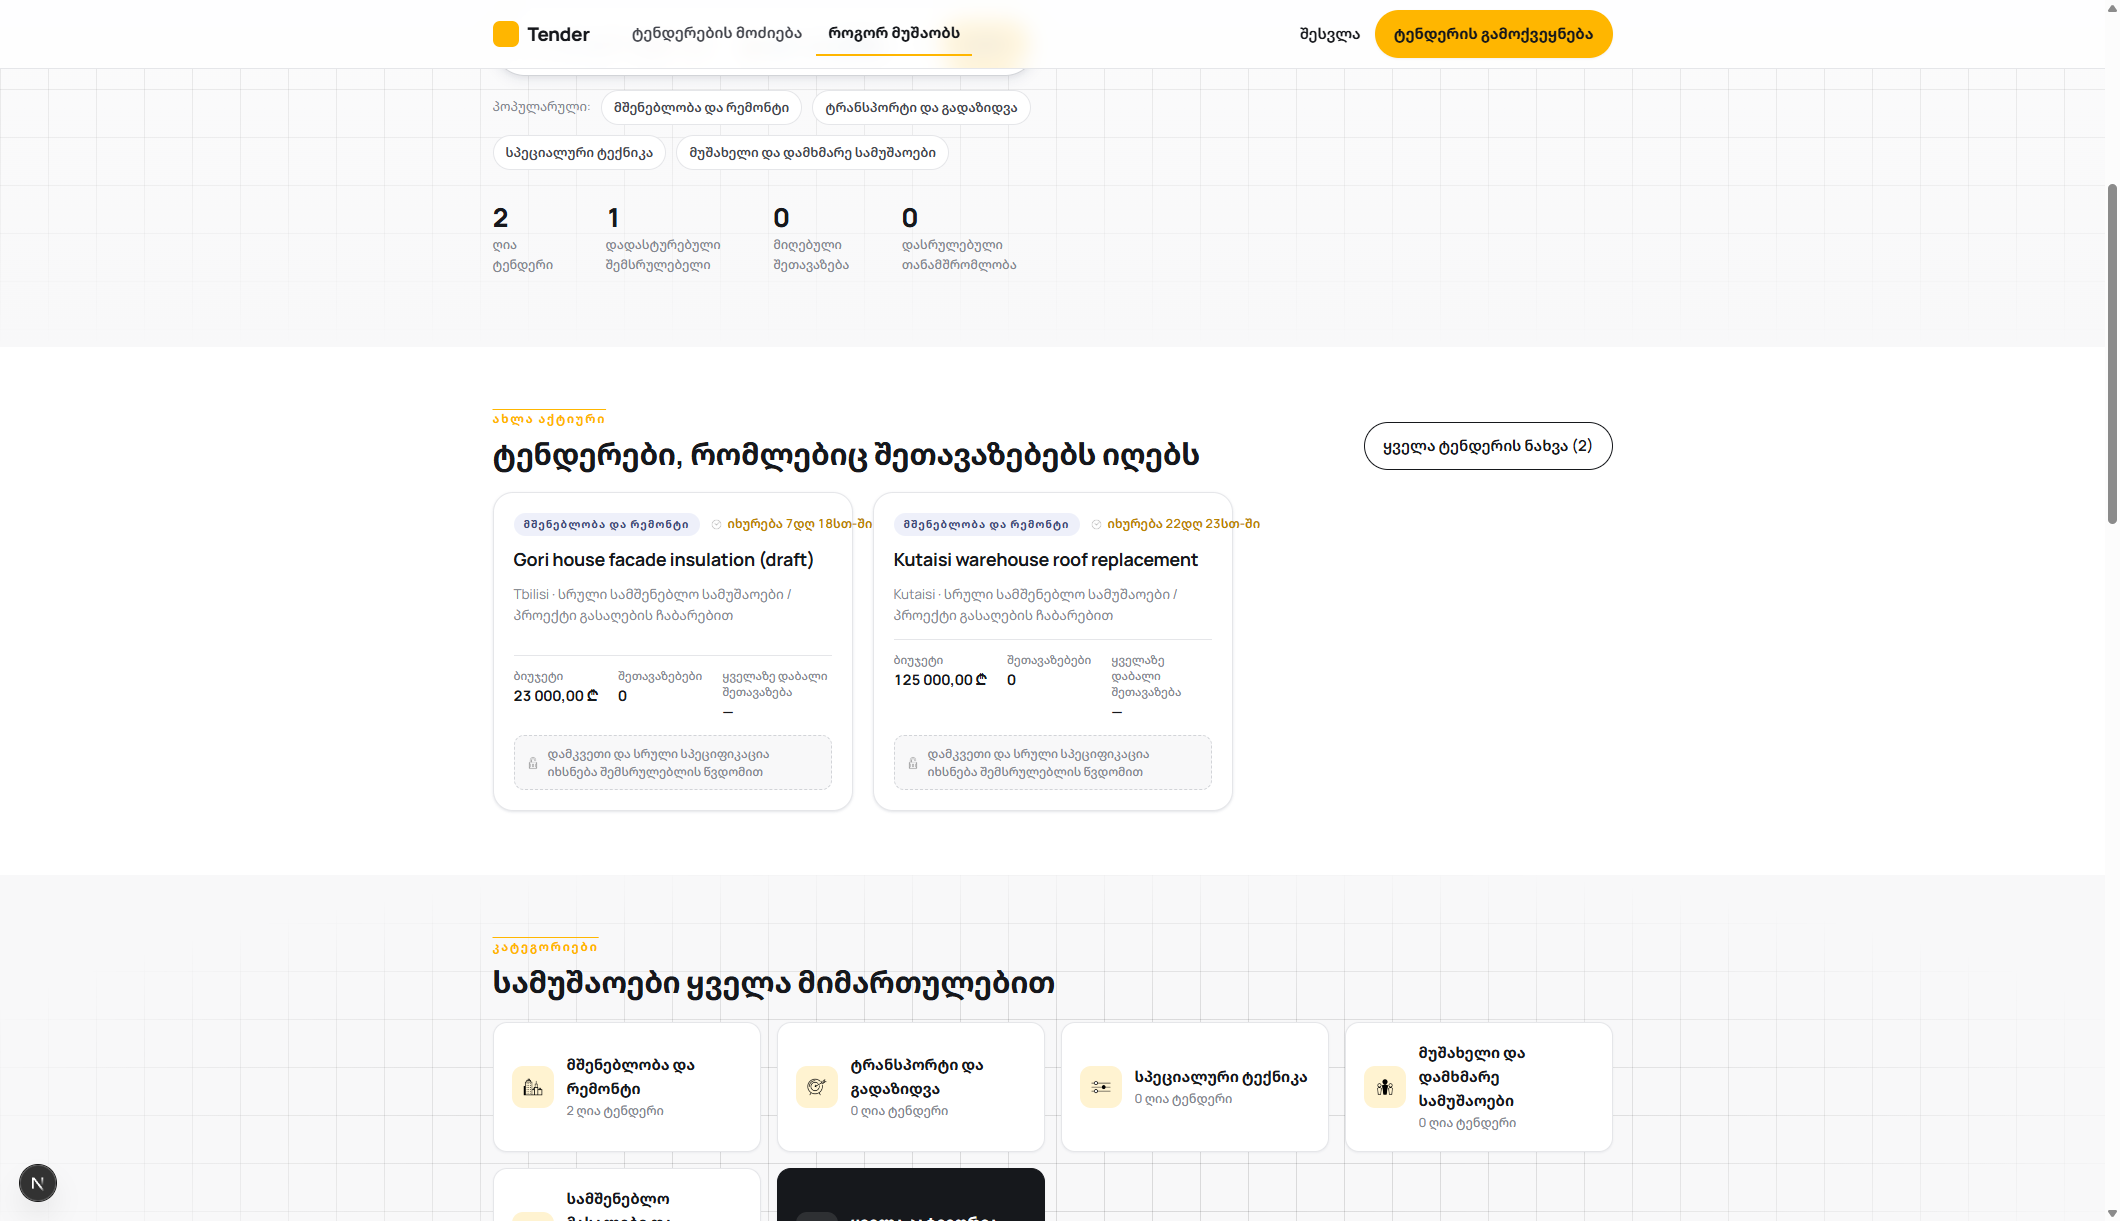 Tender
ტენდერების მოძიება
როგორ მუშაობს
შესვლა
ტენდერის გამოქვეყნება
პოპულარული:
მშენებლობა და რემონტი
ტრანსპორტი და გადაზიდვა
სპეციალური ტექნიკა
მუშახელი და დამხმარე სამუშაოები
2
ღია
ტენდერი
1
დადასტურებული
შემსრულებელი
0
მიღებული
შეთავაზება
0
დასრულებული
თანამშრომლობა
ახლა აქტიური
ტენდერები, რომლებიც შეთავაზებებს იღებს
ყველა ტენდერის ნახვა (2)
მშენებლობა და რემონტი
იხურება 7დღ 18სთ-ში
Gori house facade insulation (draft)
Tbilisi · სრული სამშენებლო სამუშაოები /
პროექტი გასაღების ჩაბარებით
ბიუჯეტი
23 000,00 ₾
შეთავაზებები
0
ყველაზე დაბალი
შეთავაზება
—
დამკვეთი და სრული სპეციფიკაცია
იხსნება შემსრულებლის წვდომით
მშენებლობა და რემონტი
იხურება 22დღ 23სთ-ში
Kutaisi warehouse roof replacement
Kutaisi · სრული სამშენებლო სამუშაოები /
პროექტი გასაღების ჩაბარებით
ბიუჯეტი
125 000,00 ₾
შეთავაზებები
0
ყველაზე
დაბალი
შეთავაზება
—
დამკვეთი და სრული სპეციფიკაცია
იხსნება შემსრულებლის წვდომით
კატეგორიები
სამუშაოები ყველა მიმართულებით
მშენებლობა და
რემონტი
2 ღია ტენდერი
ტრანსპორტი და
გადაზიდვა
0 ღია ტენდერი
სპეციალური ტექნიკა
0 ღია ტენდერი
მუშახელი და
დამხმარე
სამუშაოები
0 ღია ტენდერი
სამშენებლო
N